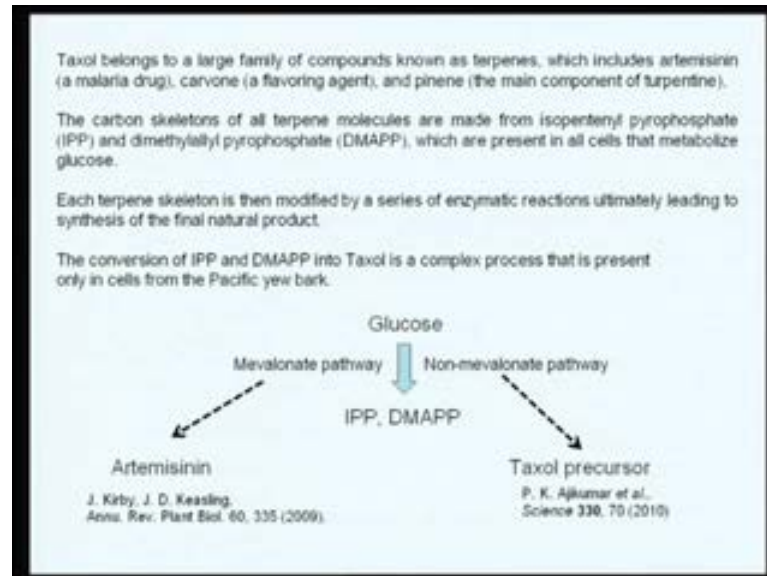 Taxol belongs to a large family of compounds known as terpenes, which includes artemisinin
(a malaria drug), carvone (a flavoring agent), and pinene (the main component of turpentine).
The carbon skeletons of all terpene molecules are made from isopentenyl pyrophosphate
(IPP) and dimethylallyl pyrophosphate (DMAPP), which are present in all cells that metabolize
glucose.
Each terpene skeleton is then modified by a series of enzymatic reactions ultimately leading to
synthesis of the final natural product.
The conversion of IPP and DMAPP into Taxol is a complex process that is present
only in cells from the Pacific yew bark.
Glucose
Mevalonate pathway Non-mevalonate pathway
IPP, DMAPP
Artemisinin Taxol precursor
J. Kirby, J. D. Keasling, P. K. Ajikumar et al.,
Annu. Rev. Plant Biol. 60, 335 (2009). Science 330, 70 (2010)